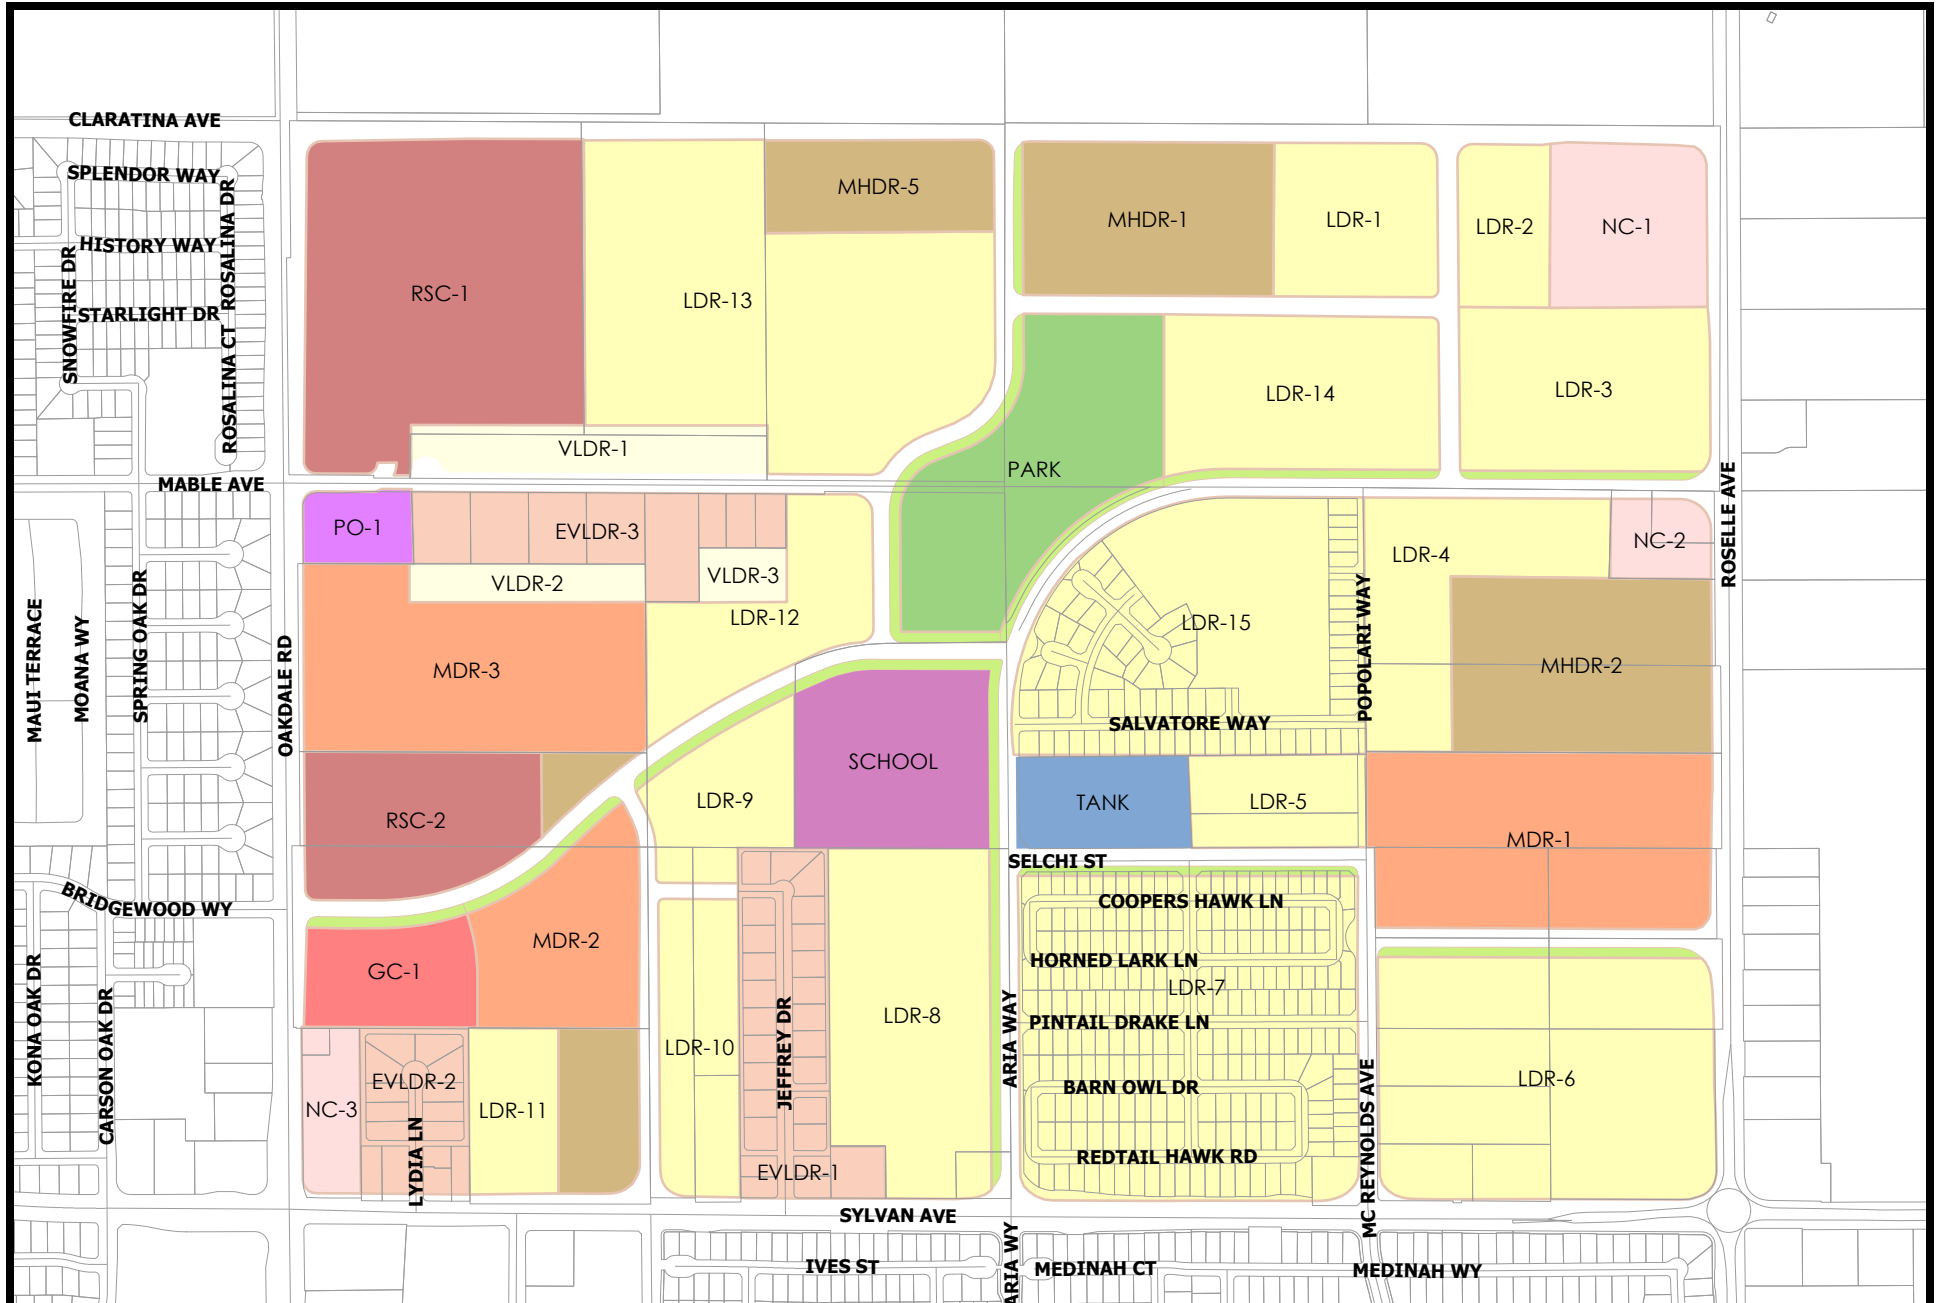 CLARATINA AVE
SPLENDOR WAY
ROSALINA DR
HISTORY WAY
SNOWFIRE DR
STARLIGHT DR
ROSALINA CT
MABLE AVE
RSC-1
LDR-13
MHDR-5
MHDR-1
LDR-1
LDR-2
NC-1
VLDR-1
PARK
LDR-14
LDR-3
ROSELLE AVE
PO-1
EVLDR-3
VLDR-2
VLDR-3
LDR-12
LDR-4
NC-2
MAUI TERRACE
MOANA WY
SPRING OAK DR
OAKDALE RD
MDR-3
LDR-15
POPOLARI WAY
MHDR-2
SALVATORE WAY
RSC-2
LDR-9
SCHOOL
TANK
LDR-5
MDR-1
SELCHI ST
BRIDGEWOOD WY
COOPERS HAWK LN
MDR-2
GC-1
HORNED LARK LN
LDR-7
KONA OAK DR
CARSON OAK DR
LDR-8
PINTAIL DRAKE LN
ARIA WAY
JEFFREY DR
LDR-10
EVLDR-2
NC-3
LDR-11
LYDIA LN
BARN OWL DR
LDR-6
MC REYNOLDS AVE
REDTAIL HAWK RD
EVLDR-1
SYLVAN AVE
IVES ST
ARIA WY
MEDINAH CT
MEDINAH WY